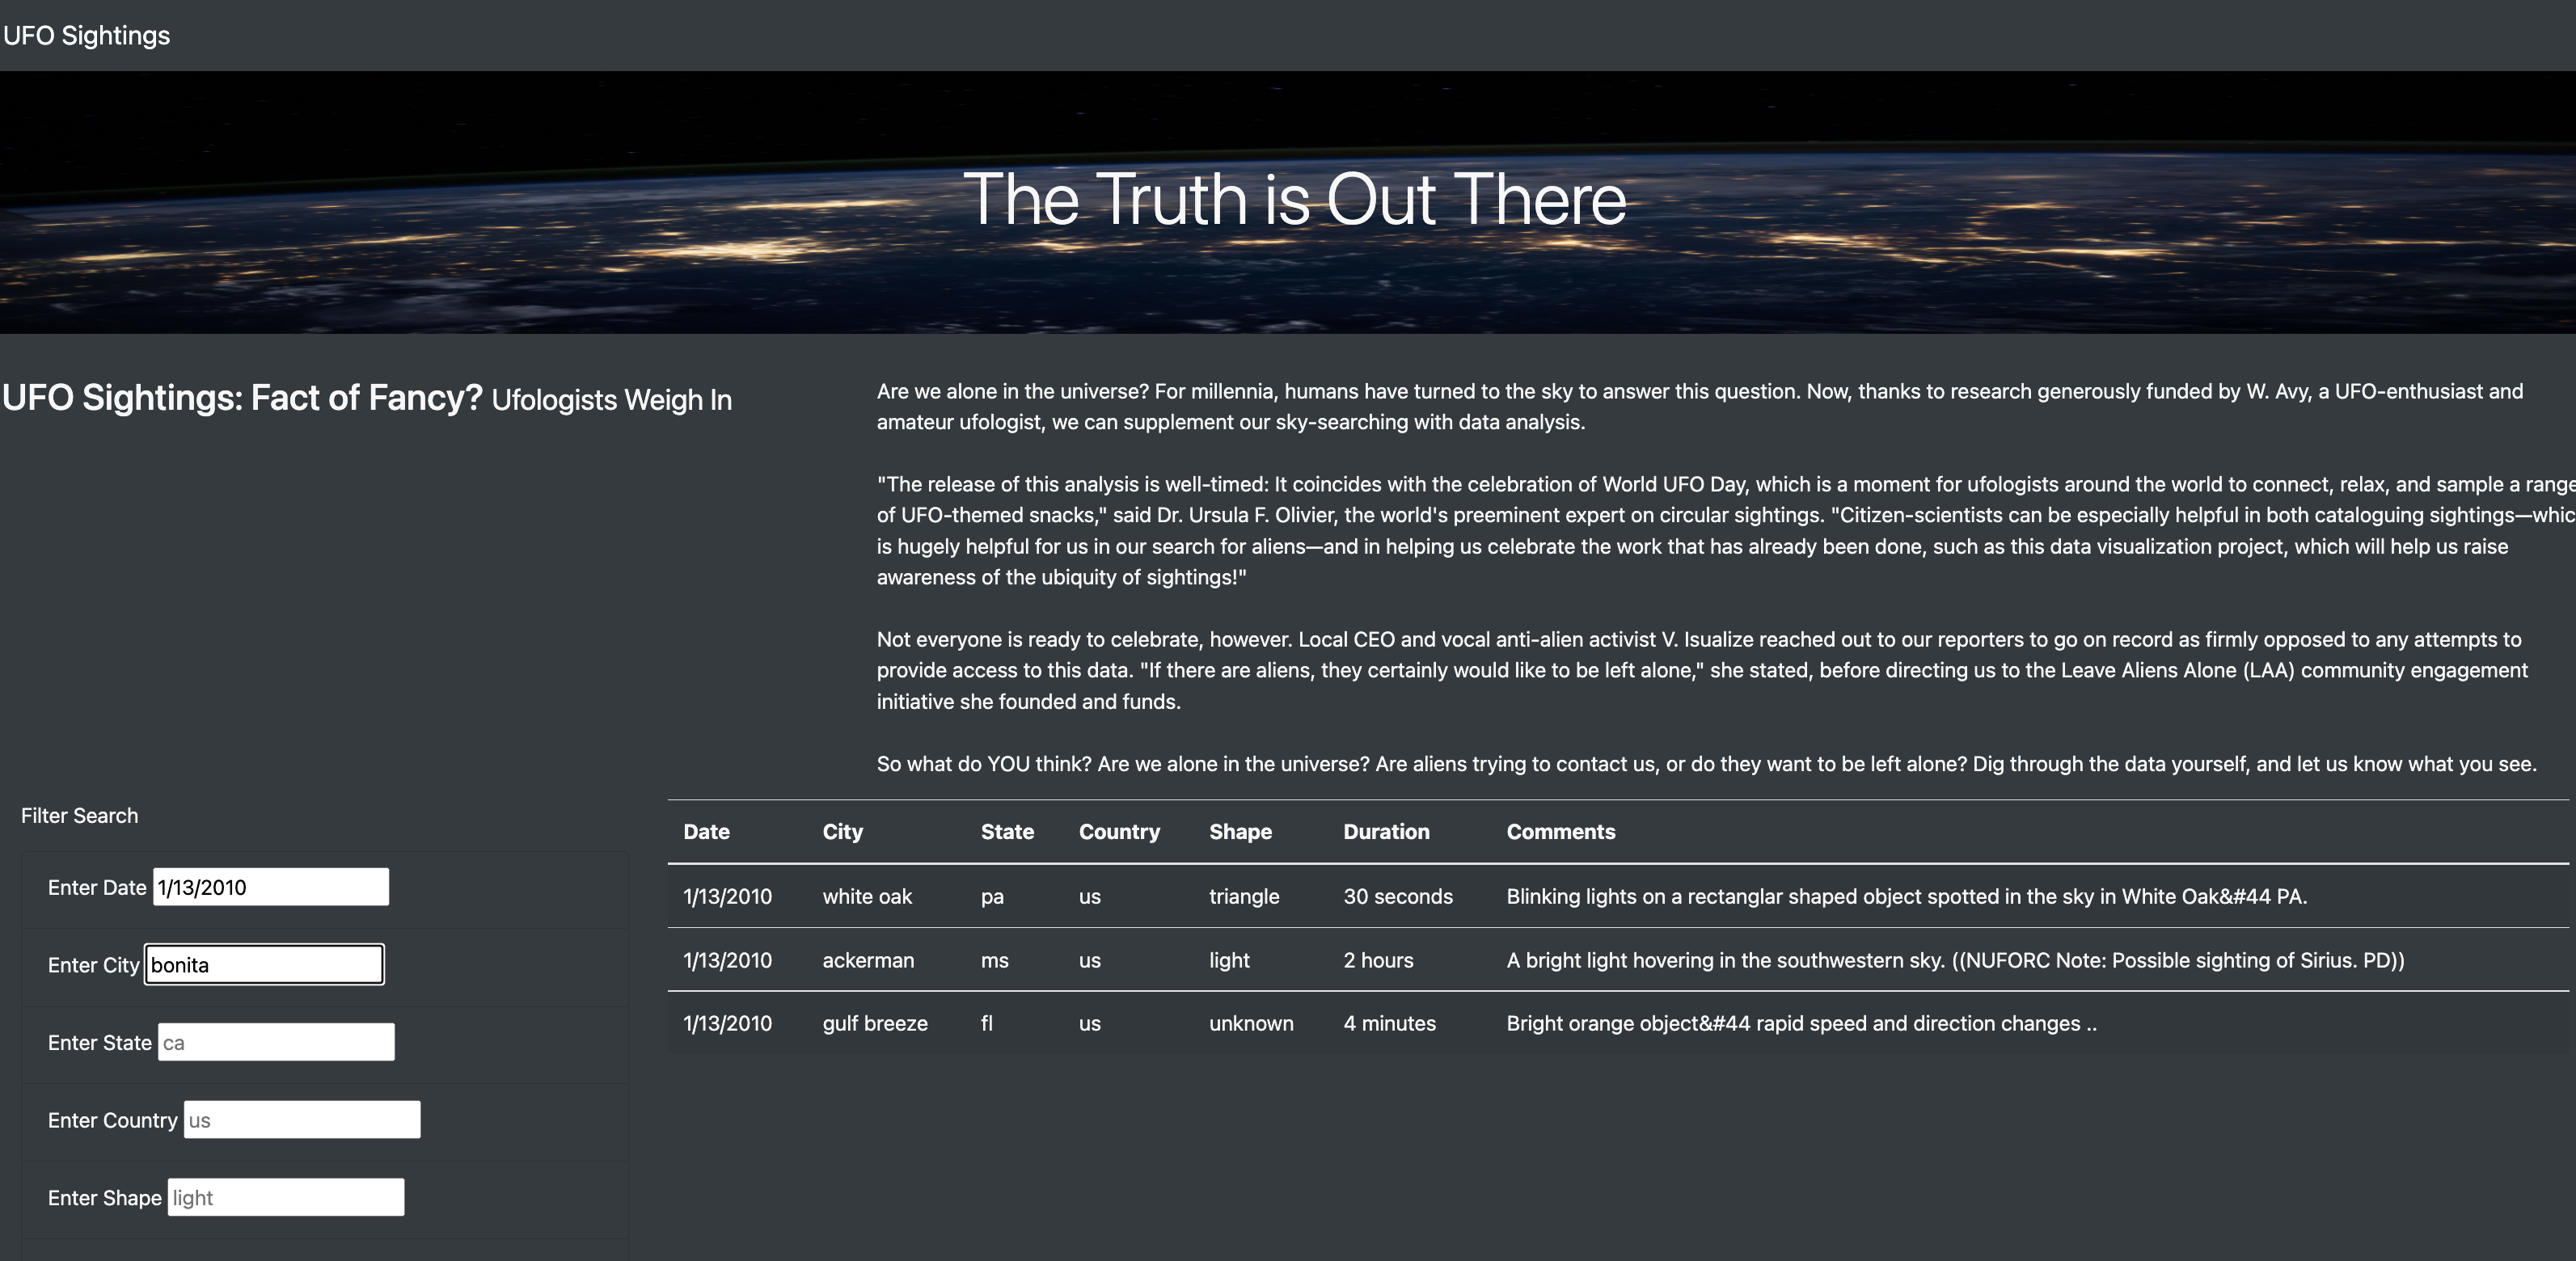 UFO Sightings
The Truth is Out There
UFO Sightings: Fact of Fancy? Ufologists Weigh In
Are we alone in the universe? For millennia, humans have turned to the sky to answer this question. Now, thanks to research generously funded by W. Avy, a UFO-enthusiast and
amateur ufologist, we can supplement our sky-searching with data analysis.
"The release of this analysis is well-timed: It coincides with the celebration of World UFO Day, which is a moment for ufologists around the world to connect, relax, and sample a range
of UFO-themed snacks," said Dr. Ursula F. Olivier, the world's preeminent expert on circular sightings. "Citizen-scientists can be especially helpful in both cataloguing sightings—whic
is hugely helpful for us in our search for aliens—and in helping us celebrate the work that has already been done, such as this data visualization project, which will help us raise
awareness of the ubiquity of sightings!"
Not everyone is ready to celebrate, however. Local CEO and vocal anti-alien activist V. Isualize reached out to our reporters to go on record as firmly opposed to any attempts to
provide access to this data. "If there are aliens, they certainly would like to be left alone," she stated, before directing us to the Leave Aliens Alone (LAA) community engagement
initiative she founded and funds.
So what do YOU think? Are we alone in the universe? Are aliens trying to contact us, or do they want to be left alone? Dig through the data yourself, and let us know what you see.
Filter Search
Enter Date 1/13/2010
Enter City bonita
Enter State ca
Enter Country us
Enter Shape light
Date City State Country Shape Duration Comments
1/13/2010 white oak pa us triangle 30 seconds Blinking lights on a rectanglar shaped object spotted in the sky in White Oak&#44 PA.
1/13/2010 ackerman ms us light 2 hours A bright light hovering in the southwestern sky. ((NUFORC Note: Possible sighting of Sirius. PD))
1/13/2010 gulf breeze fl us unknown 4 minutes Bright orange object&#44 rapid speed and direction changes ..